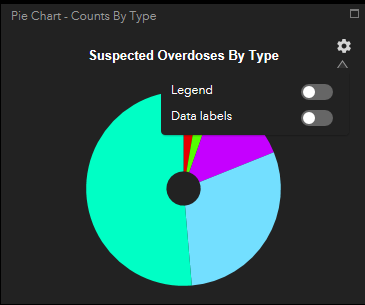 Pie Chart - Counts By Type
Suspected Overdoses By Type
Legend
Data labels